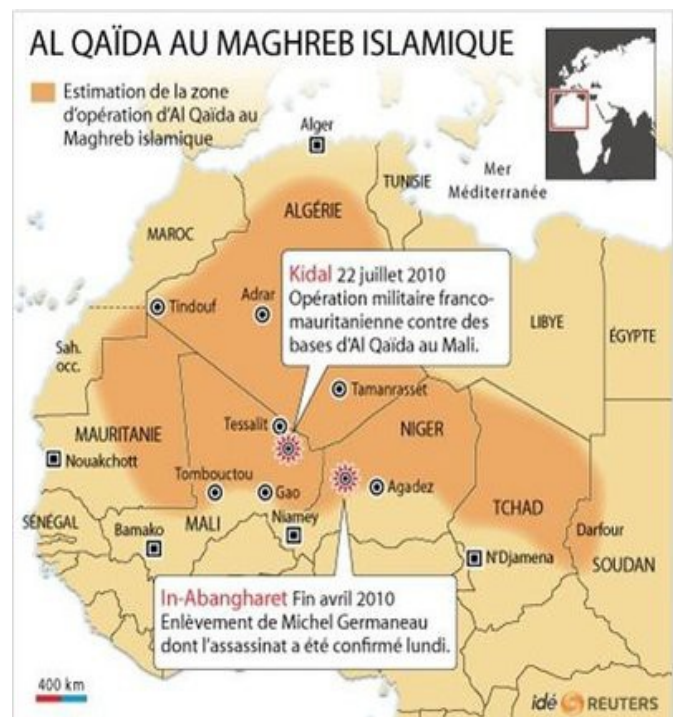 AL QAÏDA AU MAGHREB ISLAMIQUE
Estimation de la zone
d'opération d'Al Qaïda au
Maghreb islamique
Alger
Mer
Méditerranée
TUNISIE
ALGÉRIE
MAROC
Kidal 22 juillet 2010
Opération militaire franco-
mauritanienne contre des
bases d'Al Qaïda au Mali.
Adrar
Tindouf
LIBYE
ÉGYPTE
Sah.
occ.
Tamanrasset
Tessalit
NIGER
MAURITANIE
Nouakchott
Tombouctou
Gao
Agadez
TCHAD
SÉNÉGAL
Bamako
MALI
Niamey
Darfour
N'Djamena
SOUDAN
In-Abangharet Fin avril 2010
Enlèvement de Michel Germaneau
dont l'assassinat a été confirmé lundi.
400 km
idé REUTERS